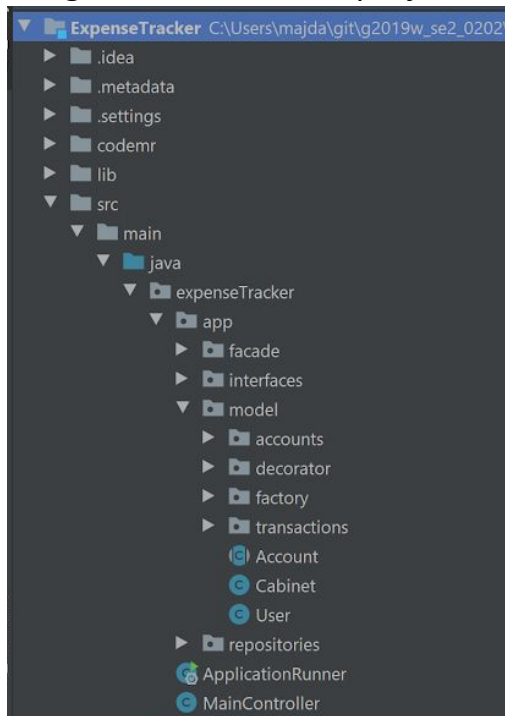 ExpenseTracker C:\Users\majda\git\g2019w_se2_0202\
.idea
.metadata
.settings
codemr
lib
src
main
java
expenseTracker
app
facade
interfaces
model
accounts
decorator
factory
transactions
Account
Cabinet
User
repositories
ApplicationRunner
MainController